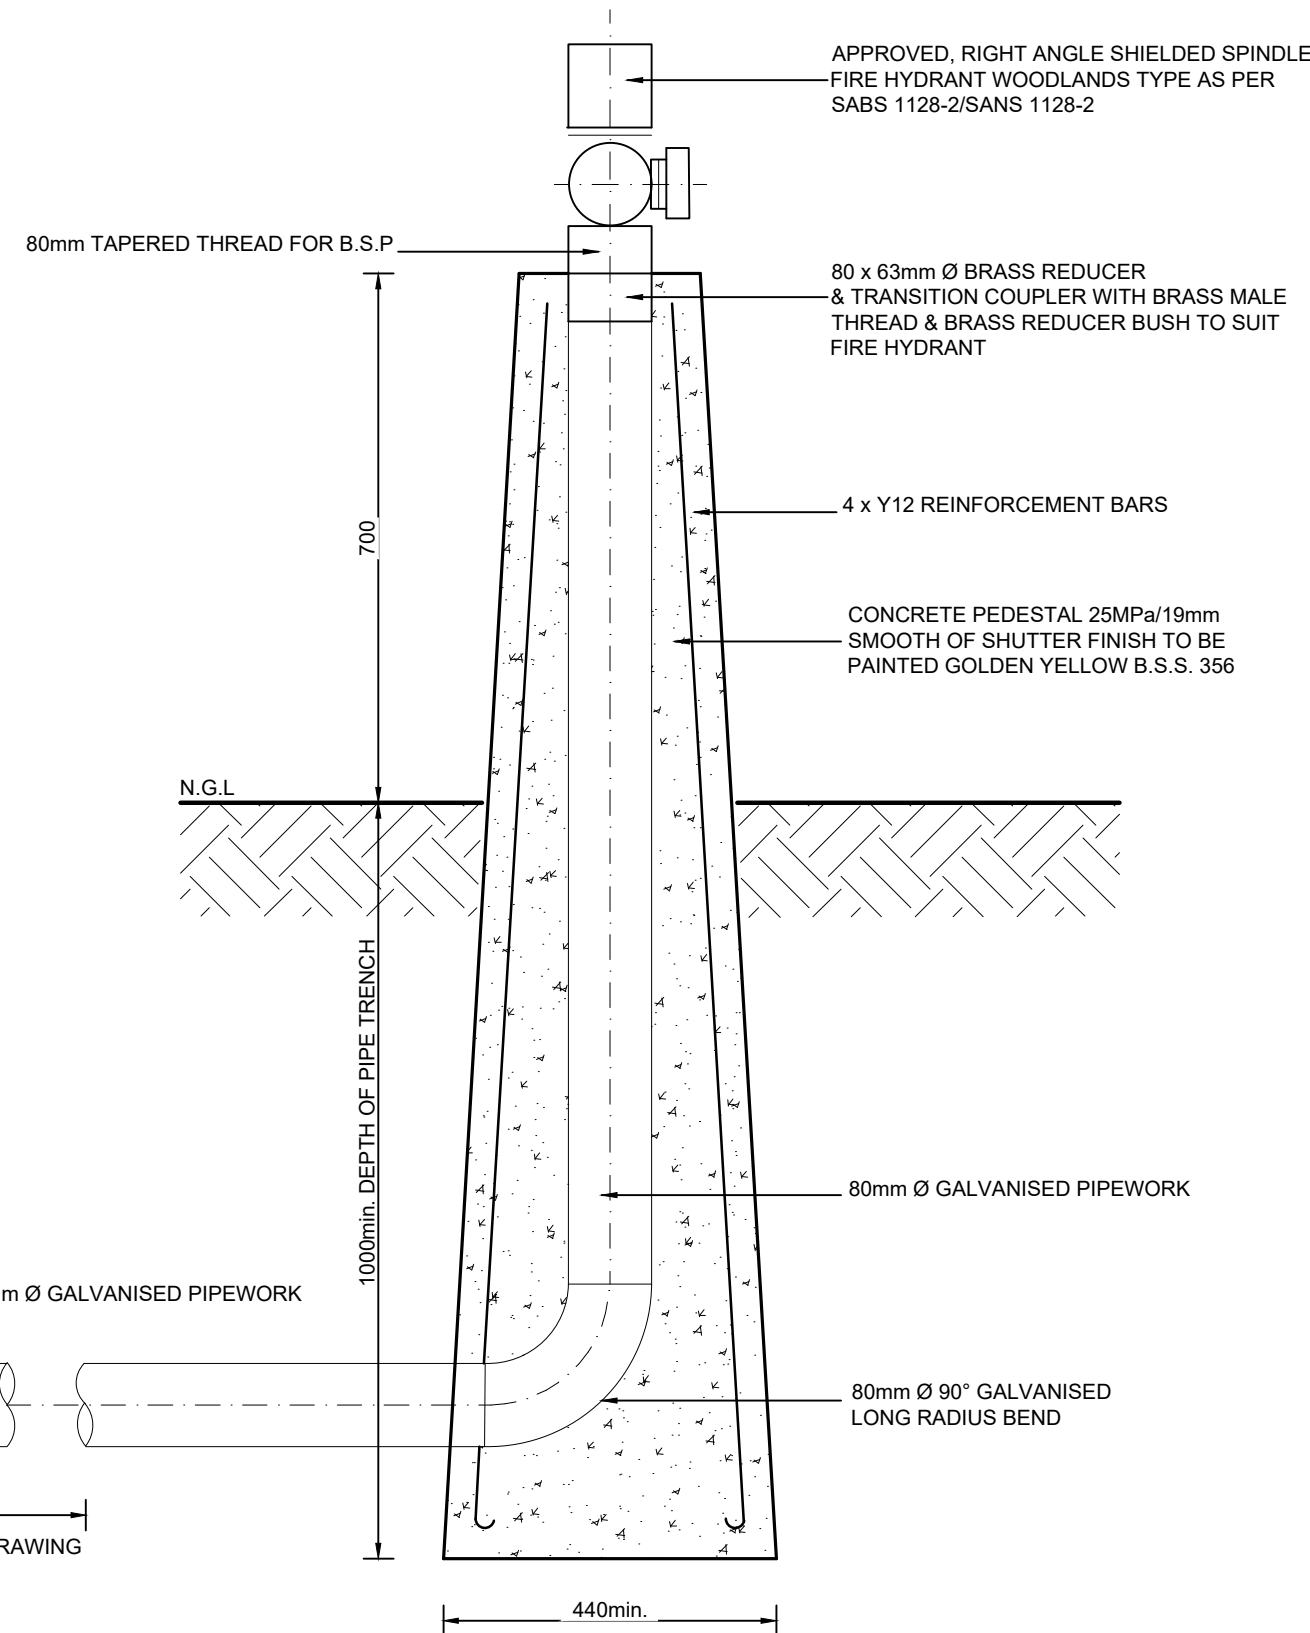 APPROVED, RIGHT ANGLE SHIELDED SPINDLE
FIRE HYDRANT WOODLANDS TYPE AS PER
SABS 1128-2/SANS 1128-2
80mm TAPERED THREAD FOR B.S.P
80 x 63mm Ø BRASS REDUCER
& TRANSITION COUPLER WITH BRASS MALE
THREAD & BRASS REDUCER BUSH TO SUIT
FIRE HYDRANT
4 x Y12 REINFORCEMENT BARS
700
CONCRETE PEDESTAL 25MPa/19mm
SMOOTH OF SHUTTER FINISH TO BE
PAINTED GOLDEN YELLOW B.S.S. 356
N.G.L
1000min. DEPTH OF PIPE TRENCH
80mm Ø GALVANISED PIPEWORK
m Ø GALVANISED PIPEWORK
80mm Ø 90° GALVANISED
LONG RADIUS BEND
RAWING
440min.